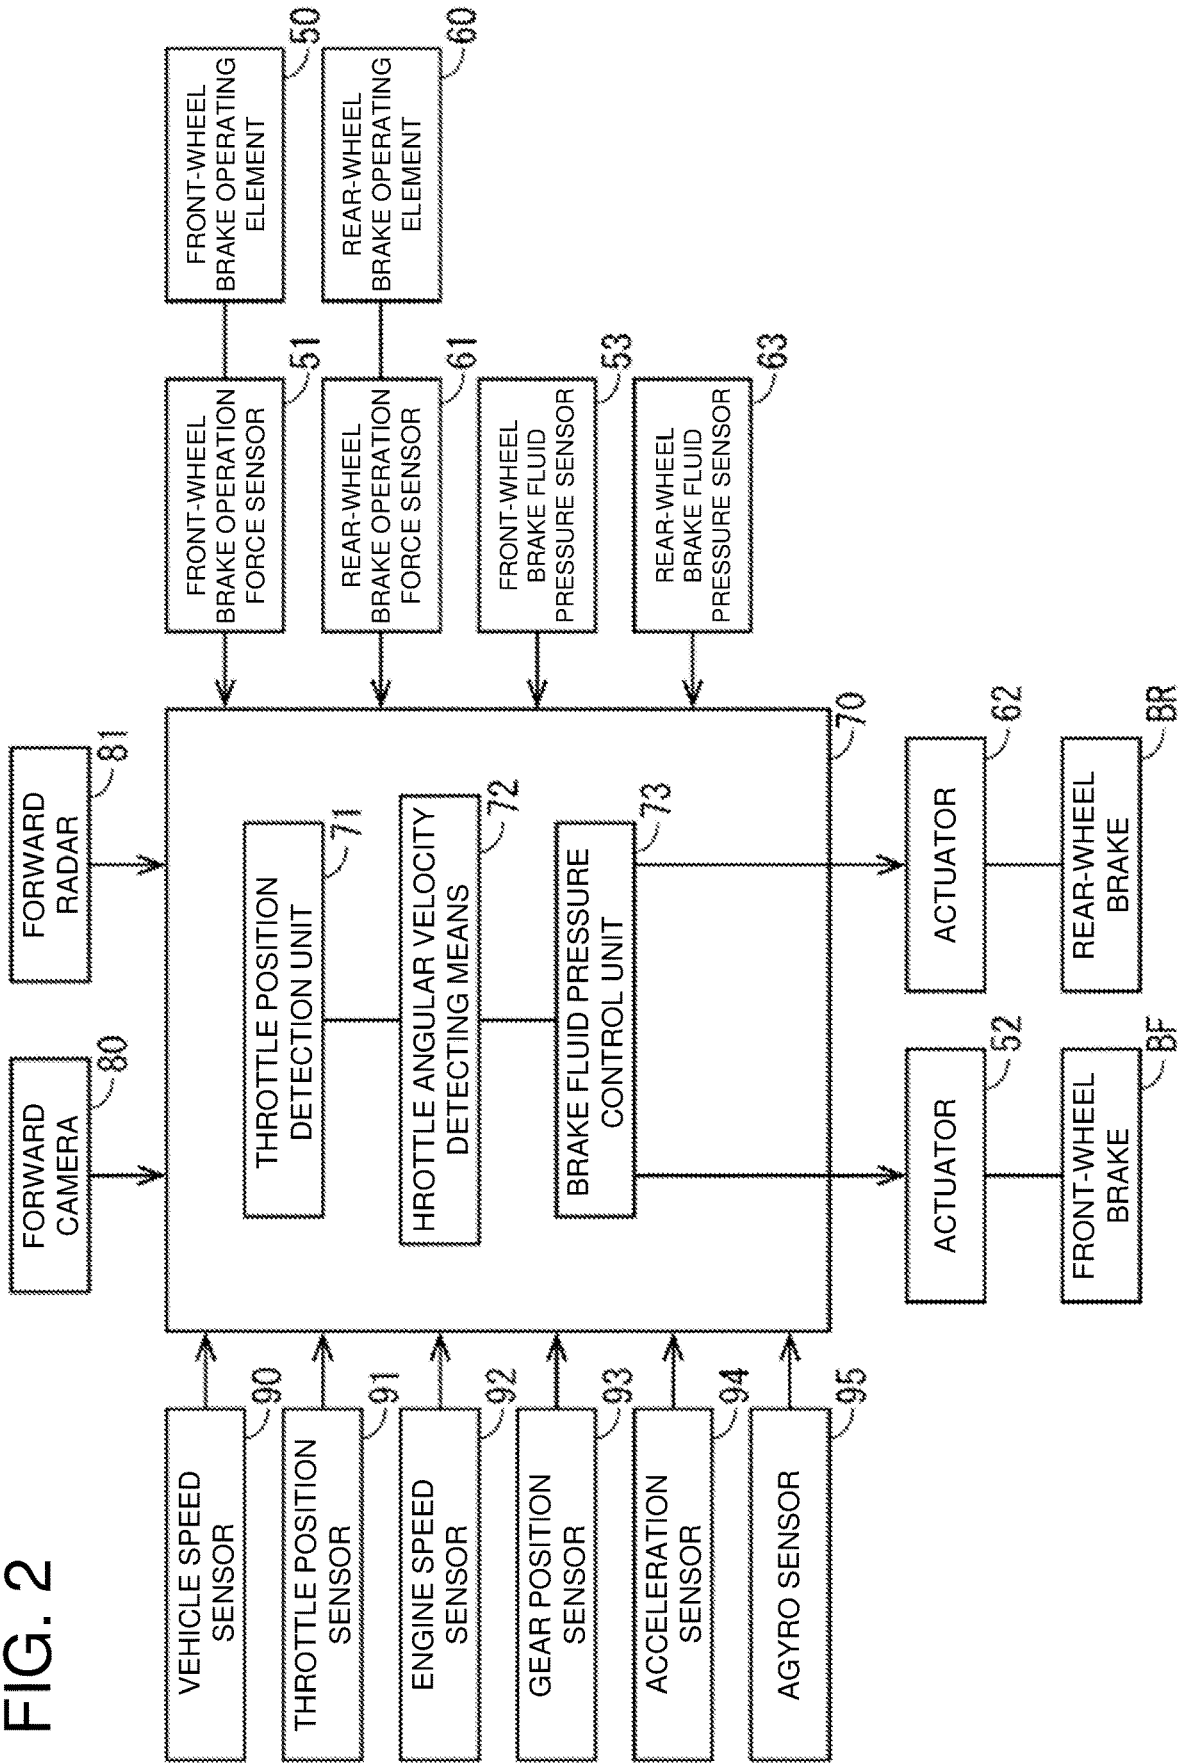 FIG. 2
FORWARD
CAMERA
80
FORWARD
RADAR
81
VEHICLE SPEED
SENSOR
90
THROTTLE POSITION
SENSOR
91
ENGINE SPEED
SENSOR
92
GEAR POSITION
SENSOR
93
ACCELERATION
SENSOR
94
AGYRO SENSOR
95
THROTTLE POSITION
DETECTION UNIT
71
HROTTLE ANGULAR VELOCITY
DETECTING MEANS
72
BRAKE FLUID PRESSURE
CONTROL UNIT
73
70
FRONT-WHEEL
BRAKE OPERATION
FORCE SENSOR
51
FRONT-WHEEL
BRAKE OPERATING
ELEMENT
50
REAR-WHEEL
BRAKE OPERATION
FORCE SENSOR
61
REAR-WHEEL
BRAKE OPERATING
ELEMENT
60
FRONT-WHEEL
BRAKE FLUID
PRESSURE SENSOR
53
REAR-WHEEL
BRAKE FLUID
PRESSURE SENSOR
63
ACTUATOR
52
ACTUATOR
62
FRONT-WHEEL
BRAKE
BF
REAR-WHEEL
BRAKE
BR